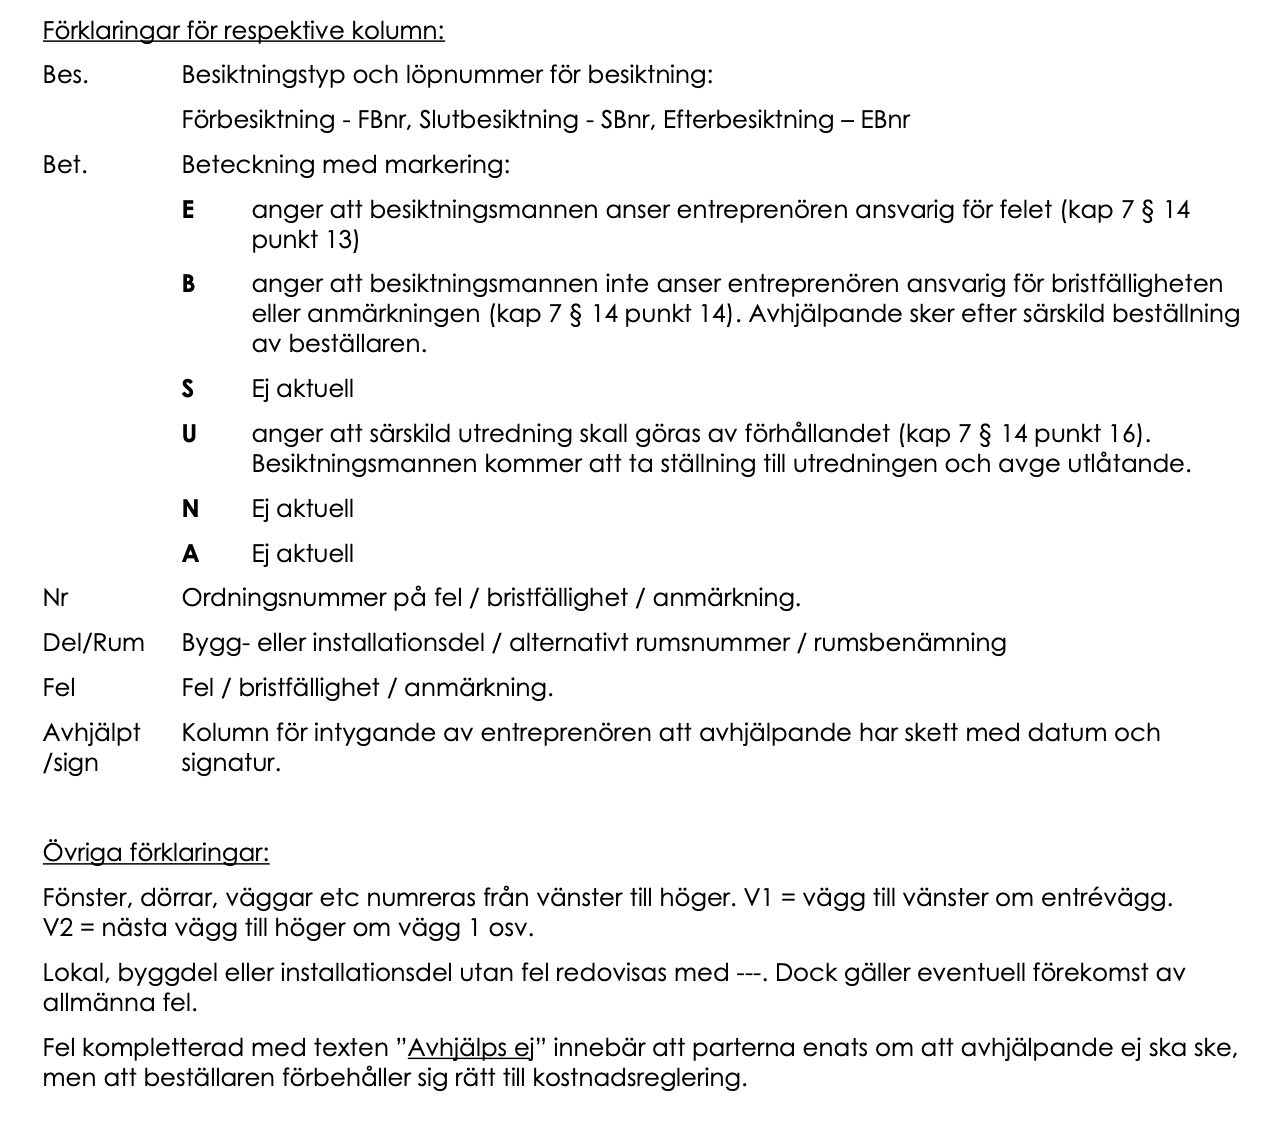 Förklaringar för respektive kolumn:
Bes. Besiktningstyp och löpnummer för besiktning:
Förbesiktning - FBnr, Slutbesiktning - SBnr, Efterbesiktning – EBnr
Bet. Beteckning med markering:
E anger att besiktningsmannen anser entreprenören ansvarig för felet (kap 7 § 14
punkt 13)
B anger att besiktningsmannen inte anser entreprenören ansvarig för bristfälligheten
eller anmärkningen (kap 7 § 14 punkt 14). Avhjälpande sker efter särskild beställning
av beställaren.
S Ej aktuell
U anger att särskild utredning skall göras av förhållandet (kap 7 § 14 punkt 16).
Besiktningsmannen kommer att ta ställning till utredningen och avge utlåtande.
N Ej aktuell
A Ej aktuell
Nr Ordningsnummer på fel / bristfällighet / anmärkning.
Del/Rum Bygg- eller installationsdel / alternativt rumsnummer / rumsbenämning
Fel Fel / bristfällighet / anmärkning.
Avhjälpt Kolumn för intygande av entreprenören att avhjälpande har skett med datum och
/sign signatur.
Övriga förklaringar:
Fönster, dörrar, väggar etc numreras från vänster till höger. V1 = vägg till vänster om entrévägg.
V2 = nästa vägg till höger om vägg 1 osv.
Lokal, byggdel eller installationsdel utan fel redovisas med ---. Dock gäller eventuell förekomst av
allmänna fel.
Fel kompletterad med texten ”Avhjälps ej” innebär att parterna enats om att avhjälpande ej ska ske,
men att beställaren förbehåller sig rätt till kostnadsreglering.